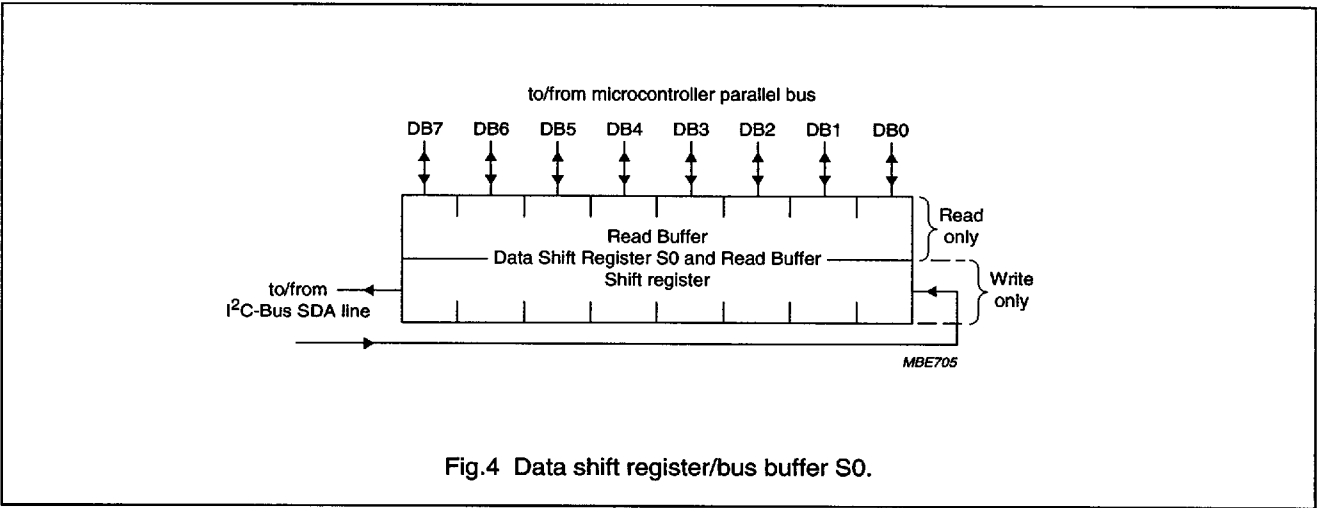 to/from microcontroller parallel bus
DB7 DB6 DB5 DB4 DB3 DB2 DB1 DB0
Read Buffer
Data Shift Register S0 and Read Buffer
Shift register
Read
only
Write
only
to/from
I²C-Bus SDA line
MBE705
Fig.4 Data shift register/bus buffer S0.